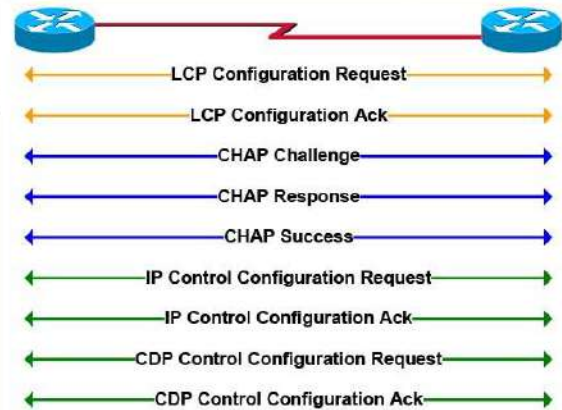 LCP Configuration Request
LCP Configuration Ack
CHAP Challenge
CHAP Response
CHAP Success
IP Control Configuration Request
IP Control Configuration Ack
CDP Control Configuration Request
CDP Control Configuration Ack